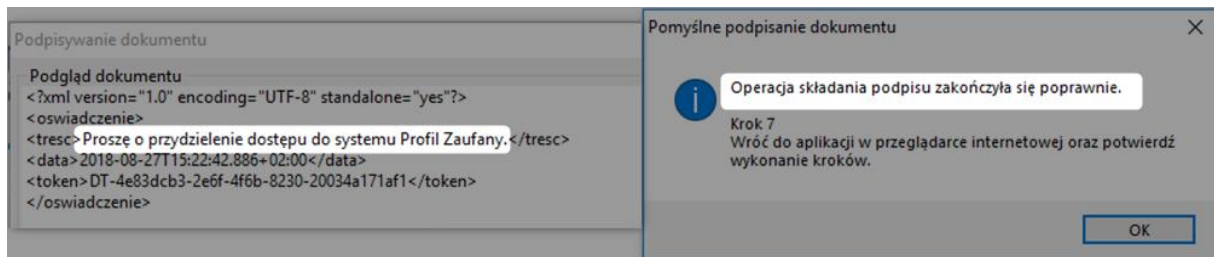 Podpisywanie dokumentu
Podgląd dokumentu
<?xml version="1.0" encoding="UTF-8" standalone="yes"?>
<oswiadczenie>
<tresc>Proszę o przydzielenie dostępu do systemu Profil Zaufany.</tresc>
<data>2018-08-27T15:22:42.886+02:00</data>
<token>DT-4e83dcb3-2e6f-4f6b-8230-20034a171af1</token>
</oswiadczenie>
Pomyślne podpisanie dokumentu
Operacja składania podpisu zakończyła się poprawnie.
Krok 7
Wróć do aplikacji w przeglądarce internetowej oraz potwierdź
wykonanie kroków.
OK